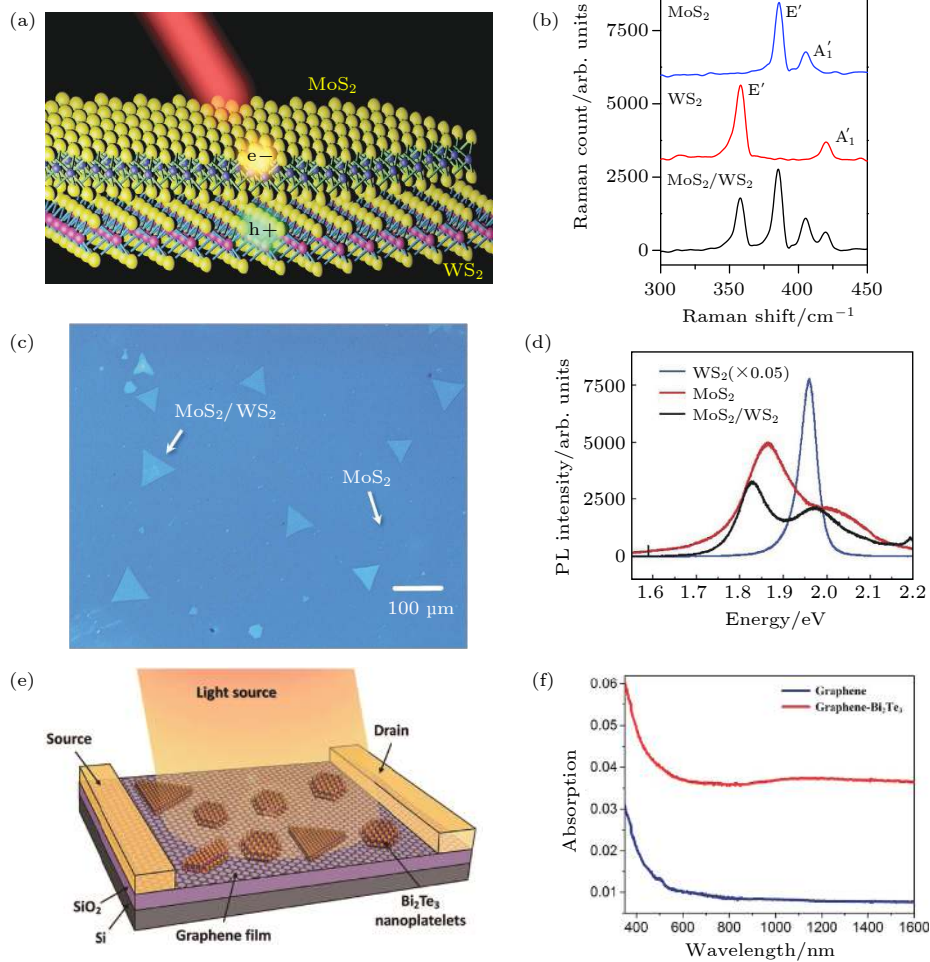 (a)
MoS₂
e−
h+
WS₂
(b)
Raman count/arb. units
7500
5000
2500
0
MoS₂
E′
A′₁
WS₂
E′
A′₁
MoS₂/WS₂
300
350
400
450
Raman shift/cm⁻¹
(c)
MoS₂/WS₂
MoS₂
100 µm
(d)
PL intensity/arb. units
7500
5000
2500
0
WS₂(×0.05)
MoS₂
MoS₂/WS₂
1.6
1.7
1.8
1.9
2.0
2.1
2.2
Energy/eV
(e)
Light source
Source
Drain
SiO₂
Si
Graphene film
Bi₂Te₃
nanoplatelets
(f)
Absorption
0.06
0.05
0.04
0.03
0.02
0.01
Graphene
Graphene-Bi₂Te₃
400
600
800
1000
1200
1400
1600
Wavelength/nm